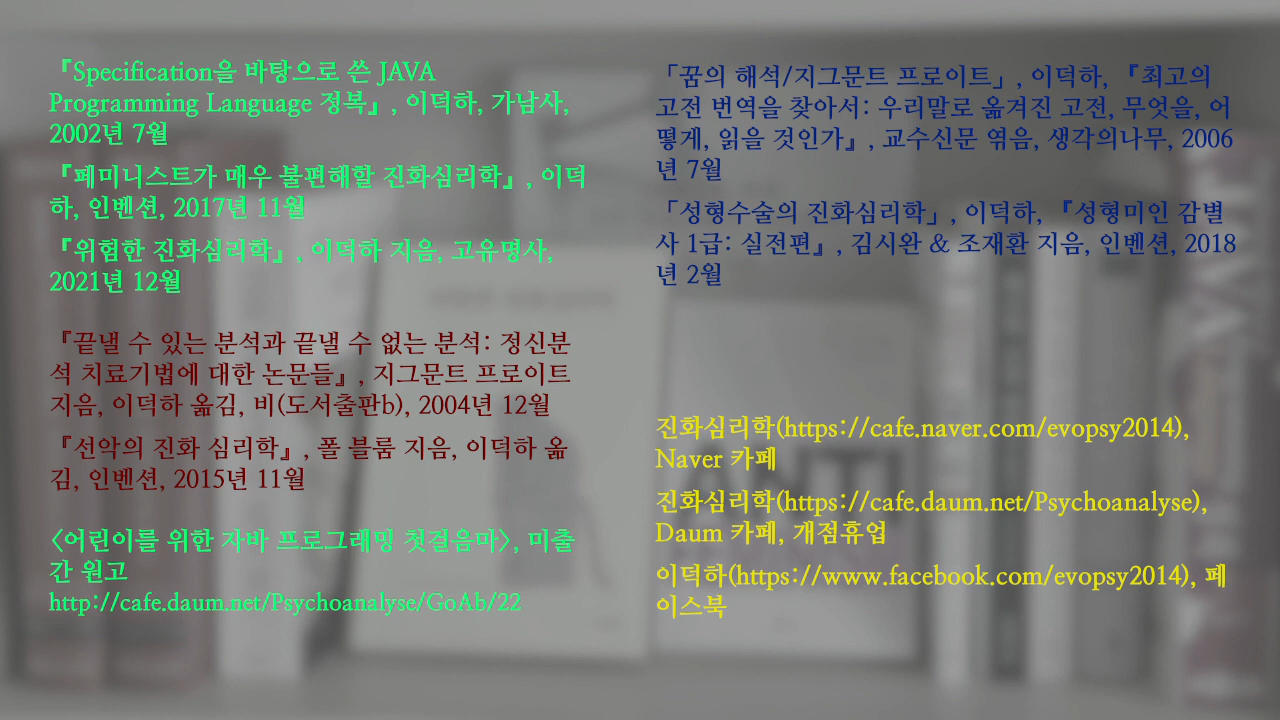 『Specification을 바탕으로 쓴 JAVA
Programming Language 정복』, 이덕하, 가남사,
2002년 7월
『페미니스트가 매우 불편해할 진화심리학』, 이덕
하, 인벤션, 2017년 11월
『위험한 진화심리학』, 이덕하 지음, 고유명사,
2021년 12월
『끝낼 수 있는 분석과 끝낼 수 없는 분석: 정신분
석 치료기법에 대한 논문들』, 지그문트 프로이트
지음, 이덕하 옮김, 비(도서출판b), 2004년 12월
『선악의 진화 심리학』, 폴 블룸 지음, 이덕하 옮
김, 인벤션, 2015년 11월
<어린이를 위한 자바 프로그래밍 첫걸음마>, 미출
간 원고
http://cafe.daum.net/Psychoanalyse/GoAb/22
「꿈의 해석/지그문트 프로이트」, 이덕하, 『최고의
고전 번역을 찾아서: 우리말로 옮겨진 고전, 무엇을, 어
떻게, 읽을 것인가』, 교수신문 엮음, 생각의나무, 2006
년 7월
「성형수술의 진화심리학」, 이덕하, 『성형미인 감별
사 1급: 실전편』, 김시완 & 조재환 지음, 인벤션, 2018
년 2월
진화심리학(https://cafe.naver.com/evopsy2014),
Naver 카페
진화심리학(https://cafe.daum.net/Psychoanalyse),
Daum 카페, 개점휴업
이덕하(https://www.facebook.com/evopsy2014), 페
이스북